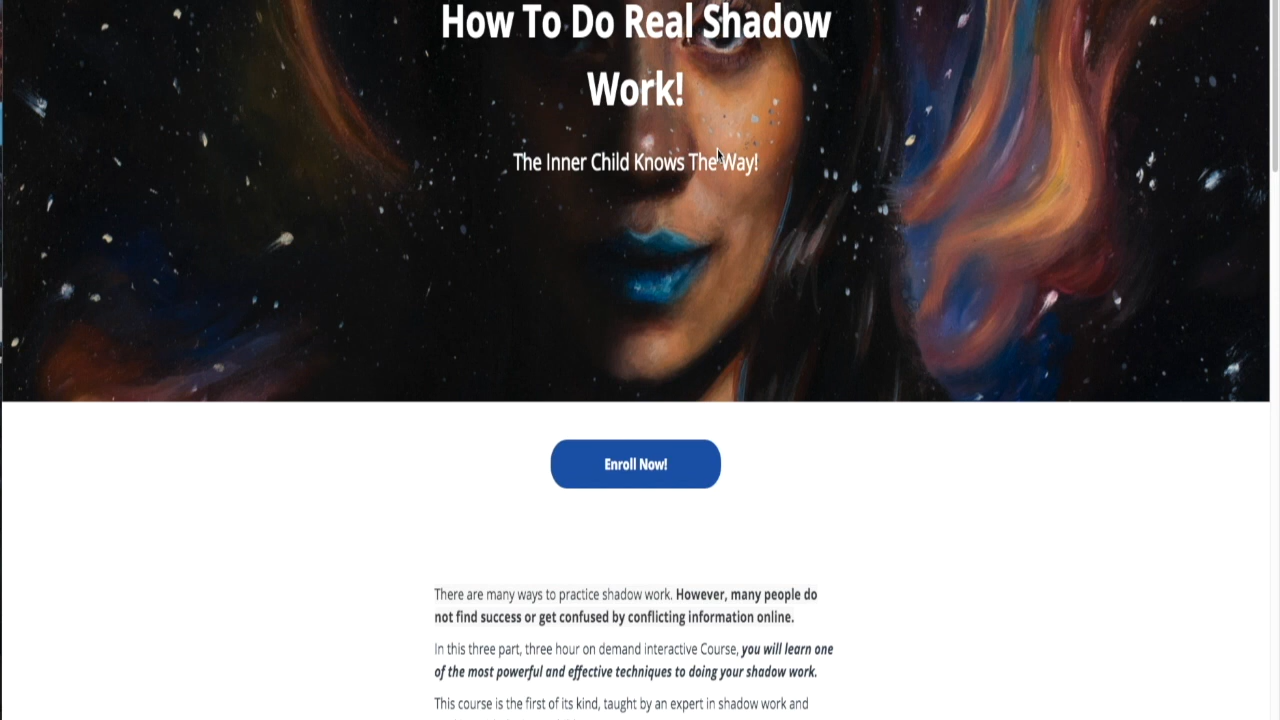 How To Do Real Shadow
Work!
The Inner Child Knows The Way!
Enroll Now!
There are many ways to practice shadow work. However, many people do
not find success or get confused by conflicting information online.
In this three part, three hour on demand interactive Course, you will learn one
of the most powerful and effective techniques to doing your shadow work.
This course is the first of its kind, taught by an expert in shadow work and